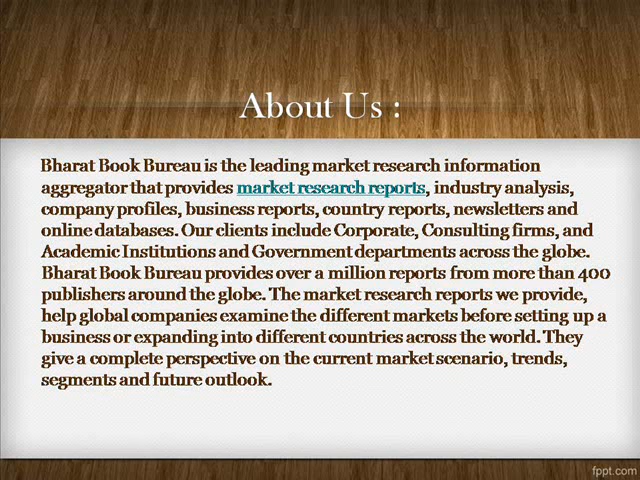 About Us :
Bharat Book Bureau is the leading market research information
aggregator that provides market research reports, industry analysis,
company profiles, business reports, country reports, newsletters and
online databases. Our clients include Corporate, Consulting firms, and
Academic Institutions and Government departments across the globe.
Bharat Book Bureau provides over a million reports from more than 400
publishers around the globe. The market research reports we provide,
help global companies examine the different markets before setting up a
business or expanding into different countries across the world. They
give a complete perspective on the current market scenario, trends,
segments and future outlook.
fppt.com